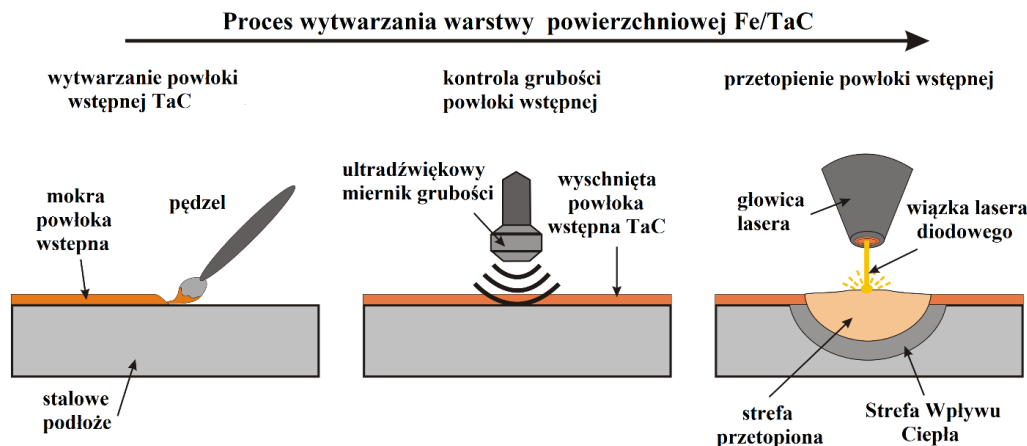 Proces wytwarzania warstwy powierzchniowej Fe/TaC
wytwarzanie powłoki
wstępnej TaC
kontrola grubości
powłoki wstępnej
przetopienie powłoki wstępnej
mokra
powłoka
wstepna
pędzel
stalowe
podłoże
ultradźwiękowy
miernik grubości
wyschnięta
powłoka
wstępna TaC
głowica
lasera
wiązka lasera
diodowego
strefa
przetopiona
Strefa Wpływu
Ciepła